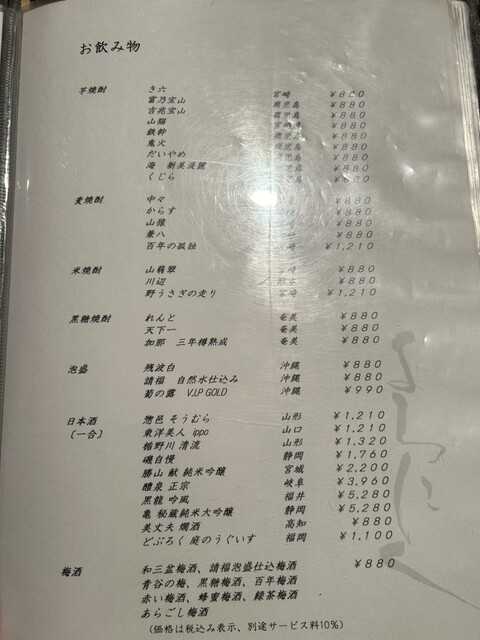 お飲み物
芋焼酎 き六 宮崎 ¥880
富乃宝山 鹿児島 ¥880
吉兆宝山 鹿児島 ¥880
山猫 ¥880
鉄幹 ¥880
鬼火 ¥880
だいやめ ¥880
海 新美淡麗 ¥880
くじら ¥880
麦焼酎 中々 ¥880
からす ¥880
山猿 ¥880
兼八 ¥880
百年の孤独 ¥1,210
米焼酎 山翡翠 宮崎 ¥880
川辺 ¥880
野うさぎの走り 宮崎 ¥1,210
黒糖焼酎 れんと 奄美 ¥880
天下一 奄美 ¥880
加那 三年樽熟成 奄美 ¥880
泡盛 残波白 沖縄 ¥880
請福 自然水仕込み 沖縄 ¥880
菊の露 V.I.P GOLD 沖縄 ¥990
日本酒 惣邑 そうむら 山形 ¥1,210
〔一合〕 東洋美人 ippo 山口 ¥1,210
楯野川 清流 山形 ¥1,320
磯自慢 静岡 ¥1,760
勝山 献 純米吟醸 宮城 ¥2,200
醴泉 正宗 岐阜 ¥3,960
黒龍 吟風 福井 ¥5,280
亀 秘蔵純米大吟醸 静岡 ¥5,280
美丈夫 燗酒 高知 ¥880
どぶろく 庭のうぐいす 福岡 ¥1,100
梅酒 和三盆梅酒、請福泡盛仕込梅酒 ¥880
青谷の梅、黒糖梅酒、百年梅酒
赤い梅酒、蜂蜜梅酒、緑茶梅酒
あらごし梅酒
(価格は税込み表示、別途サービス料10%)